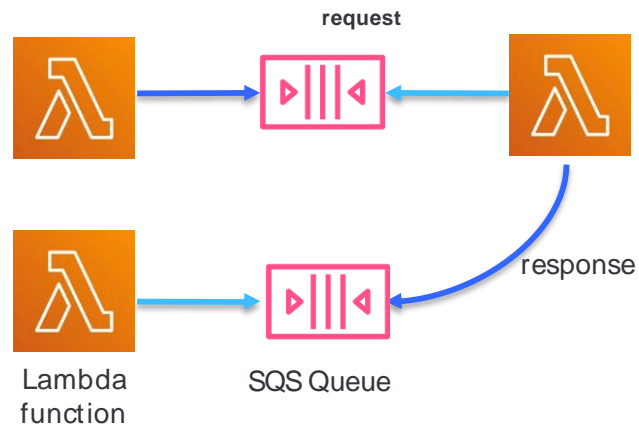 request
response
Lambda
function
SQS Queue